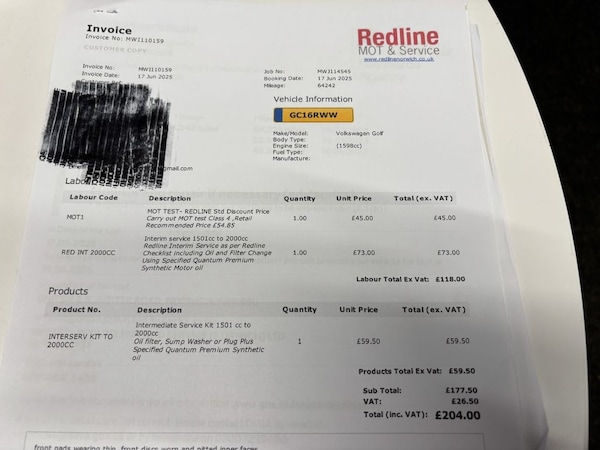 Invoice
Invoice No: MWI110159
CUSTOMER COPY
Redline
MOT & Service
www.redlinenorwich.co.uk
Invoice No: MWI110159
Invoice Date: 17 Jun 2025
Customer Ref:
Job No: MWJ114545
Booking Date: 17 Jun 2025
Mileage: 64242
Vehicle Information
GC16RWW
Make/Model: Volkswagen Golf
Body Type:
Engine Size: (1598cc)
Fuel Type:
Manufacture:
gmail.com
Labour
Labour Code Description Quantity Unit Price Total (ex. VAT)
MOT1 MOT TEST- REDLINE Std Discount Price 1.00 £45.00 £45.00
Carry out MOT test Class 4 ,Retail
Recommended Price £54.85
RED INT 2000CC Interim service 1501cc to 2000cc 1.00 £73.00 £73.00
Redline Interim Service as per Redline
Checklist including Oil and Filter Change
Using Specified Quantum Premium
Synthetic Motor oil
Labour Total Ex Vat: £118.00
Products
Product No. Description Quantity Unit Price Total (ex. VAT)
INTERSERV KIT TO 2000CC Intermediate Service Kit 1501 cc to 2000cc 1 £59.50 £59.50
Oil filter, Sump Washer or Plug Plus
Specified Quantum Premium Synthetic
oil
Products Total Ex Vat: £59.50
Sub Total: £177.50
VAT: £26.50
Total (inc. VAT): £204.00
front pads wearing thin, front discs worn and pitted inner faces